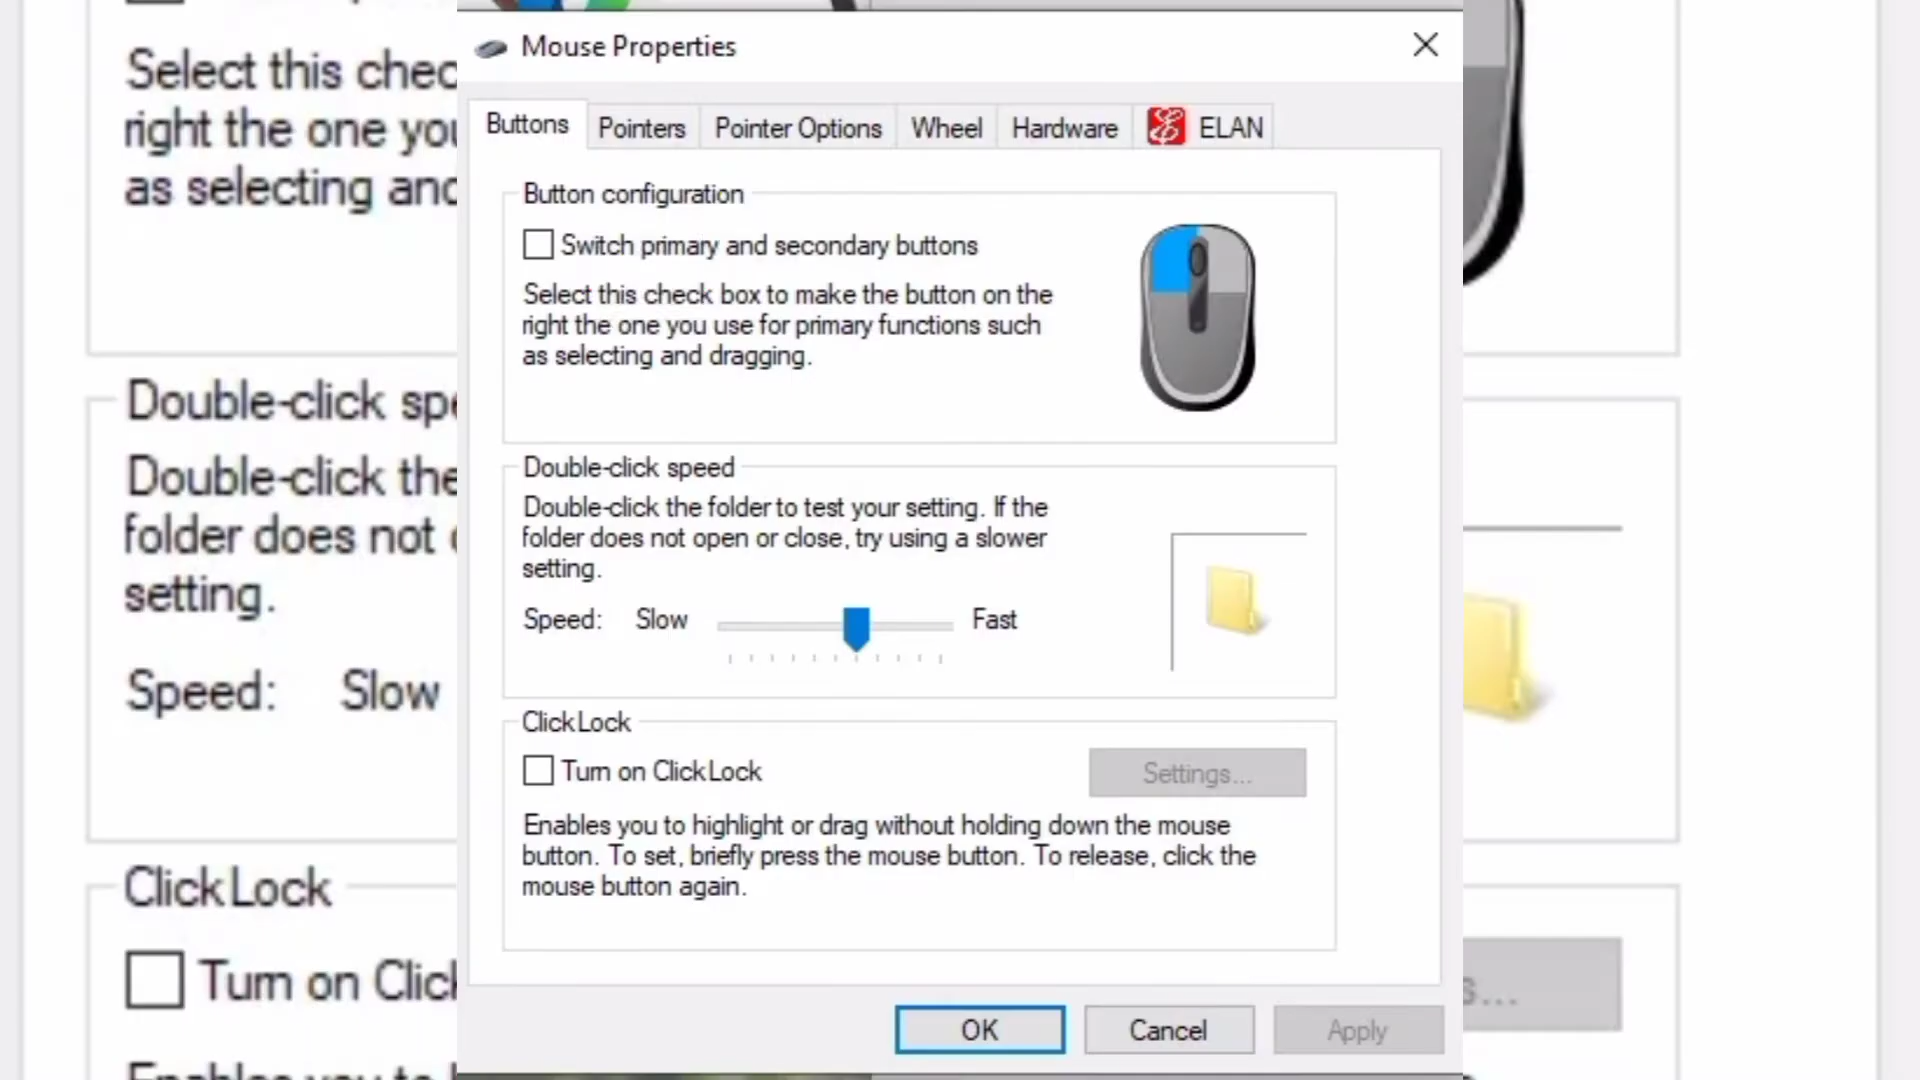 Mouse Properties
Buttons
Pointers
Pointer Options
Wheel
Hardware
ELAN
Button configuration
Switch primary and secondary buttons
Select this check box to make the button on the
right the one you use for primary functions such
as selecting and dragging.
Double-click speed
Double-click the folder to test your setting. If the
folder does not open or close, try using a slower
setting.
Speed: Slow Fast
ClickLock
Turn on ClickLock
Settings...
Enables you to highlight or drag without holding down the mouse
button. To set, briefly press the mouse button. To release, click the
mouse button again.
OK
Cancel
Apply
Select this chec
right the one you
as selecting and
Double-click spe
Double-click the
folder does not
setting.
Speed: Slow
ClickLock
Turn on Click
Enables you to
s...